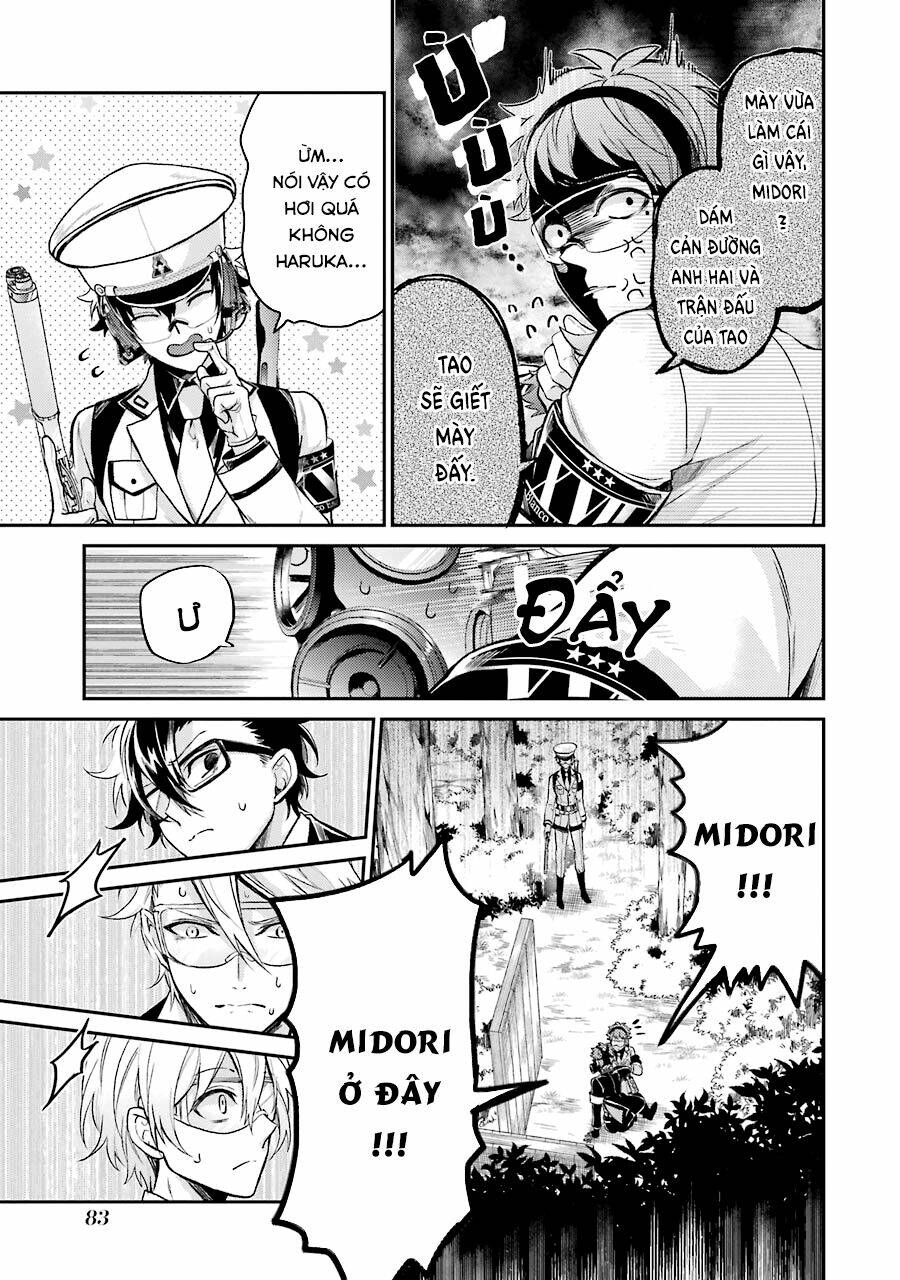 MÀY VỪA
LÀM CÁI
GÌ VẬY,
MIDORI
?
DÁM
CẢN ĐƯỜNG
ANH HAI VÀ
TRẬN ĐẤU
CỦA TAO
Ừ
Ù
Ù
Ù...
TAO
SẼ GIẾT
MÀY
ĐẤY.
ỪM...
NÓI VẬY CÓ
HƠI QUÁ
KHÔNG
HARUKA...
ĐẨY
Ư
MIDORI
!!!
MIDORI
Ở ĐÂY
!!!
83